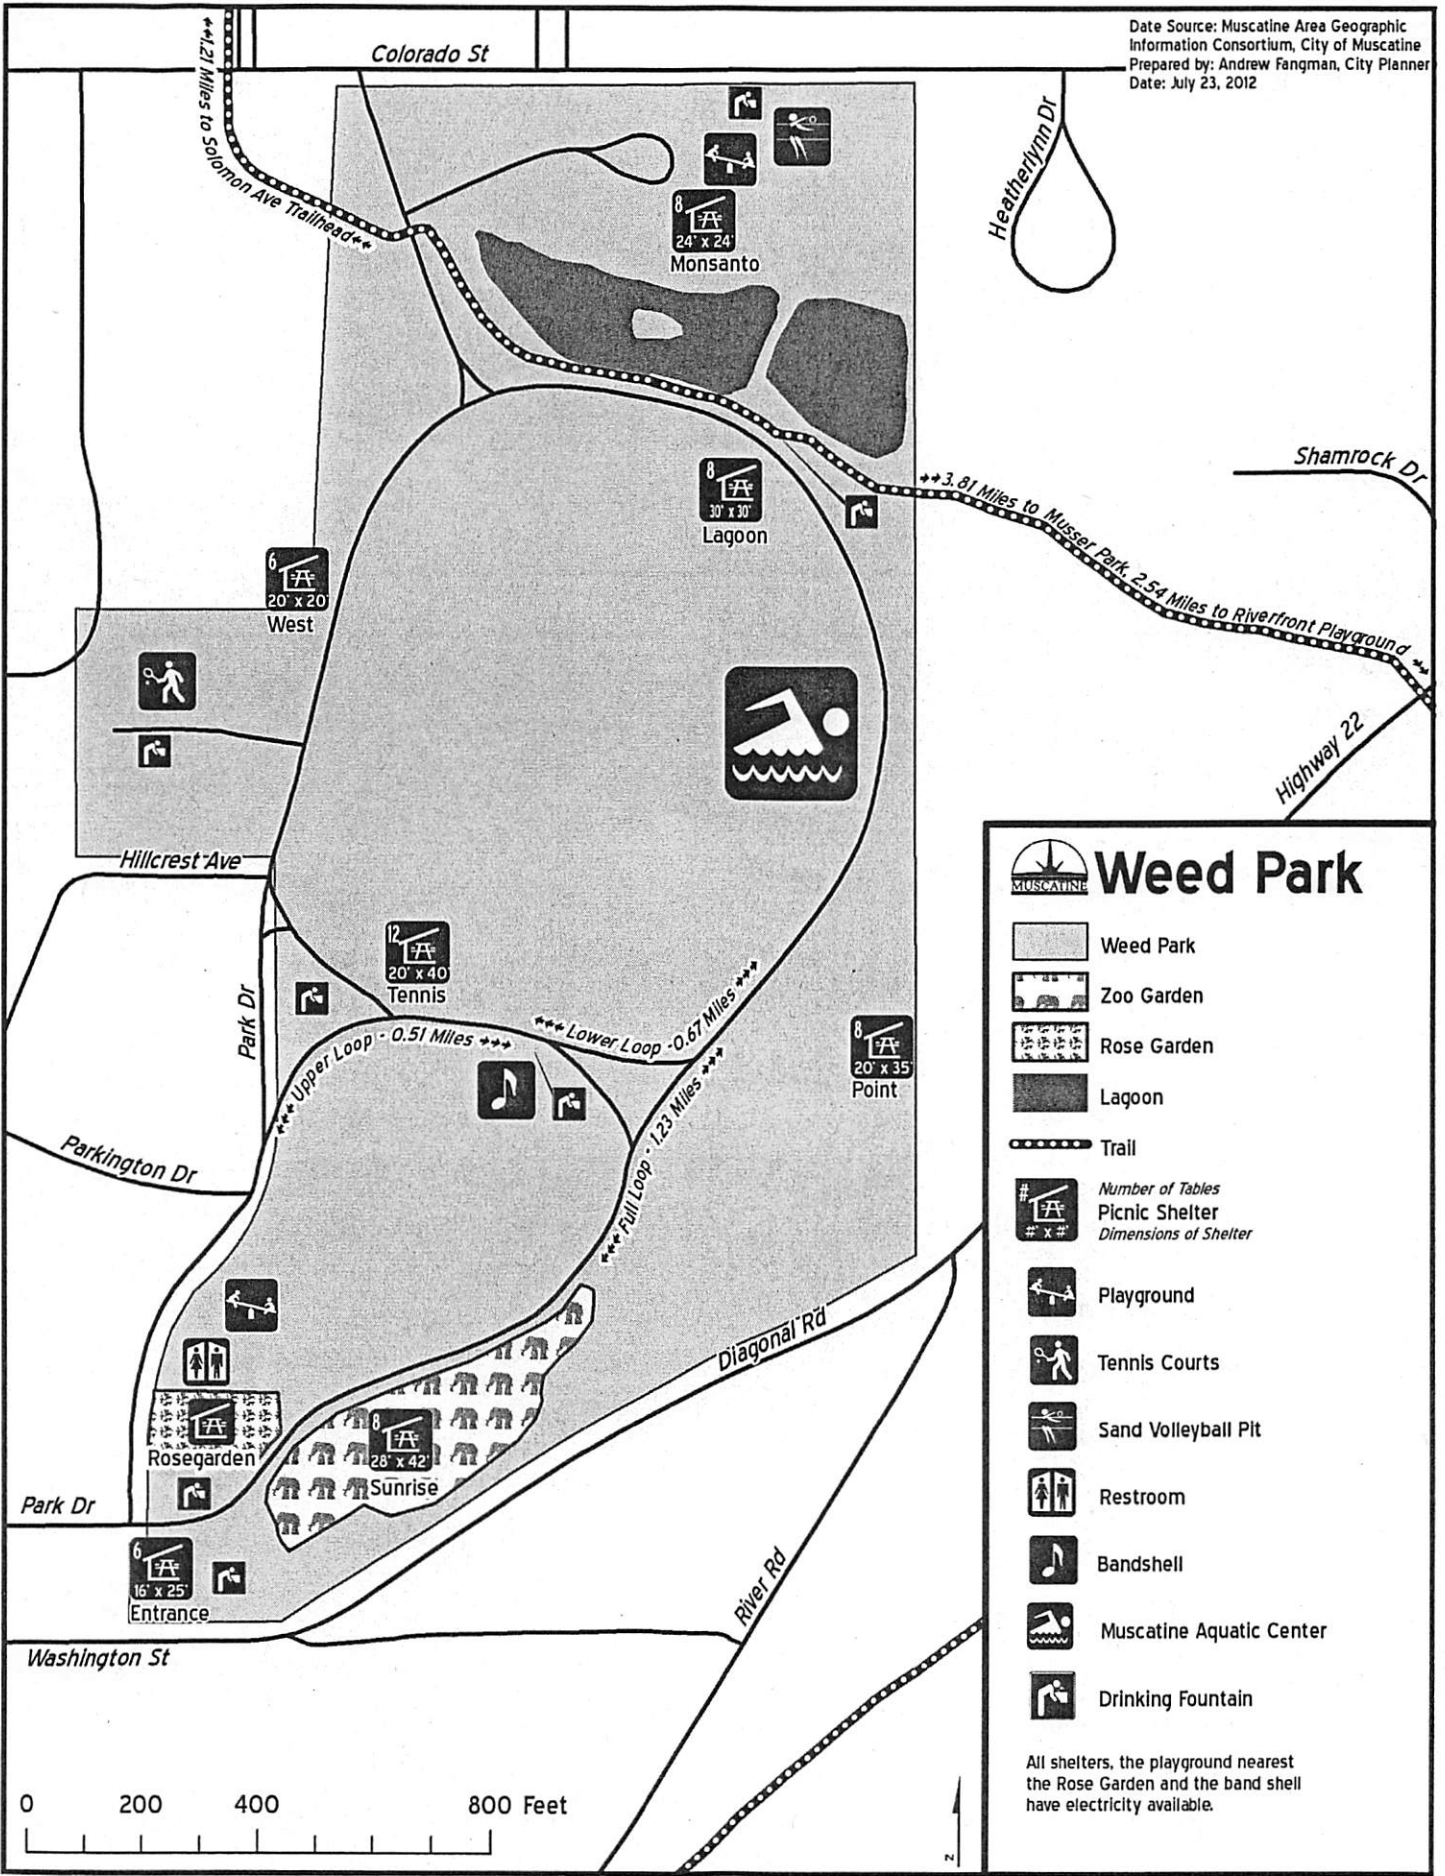 Date Source: Muscatine Area Geographic
Information Consortium, City of Muscatine
Prepared by: Andrew Fangman, City Planner
Date: July 23, 2012
Colorado St
←←1.21 Miles to Solomon Ave Trailhead←←
Heatherlynn Dr
8
24' x 24'
Monsanto
Shamrock Dr
8
30' x 30'
Lagoon
→→3.81 Miles to Musser Park, 2.54 Miles to Riverfront Playground →→
6
20' x 20'
West
Highway 22
Hillcrest Ave
12
20' x 40'
Tennis
Park Dr
←←← Upper Loop - 0.51 Miles →→→
←←← Lower Loop -0.67 Miles →→→
8
20' x 35'
Point
←←← Full Loop - 1.23 Miles →→→
Parkington Dr
Diagonal Rd
Rosegarden
8
28' x 42'
Sunrise
Park Dr
6
16' x 25'
Entrance
River Rd
Washington St
0 200 400 800 Feet
N
MUSCATINE
Weed Park
Weed Park
Zoo Garden
Rose Garden
Lagoon
Trail
#
#' x #'
Number of Tables
Picnic Shelter
Dimensions of Shelter
Playground
Tennis Courts
Sand Volleyball Pit
Restroom
Bandshell
Muscatine Aquatic Center
Drinking Fountain
All shelters, the playground nearest
the Rose Garden and the band shell
have electricity available.